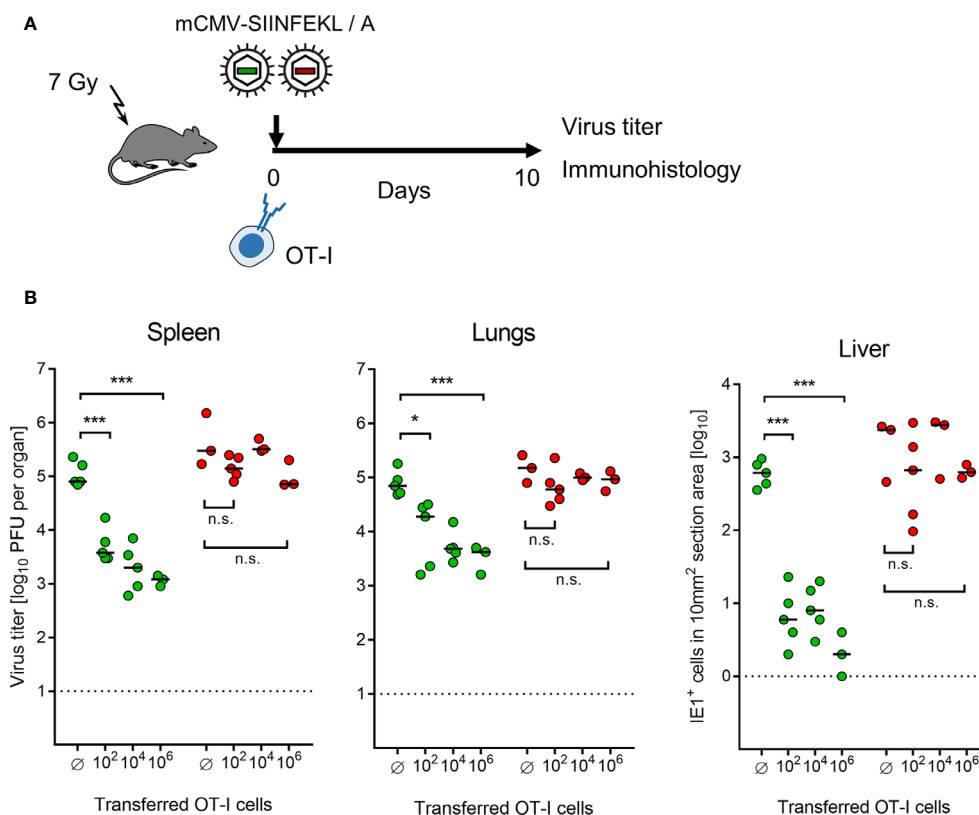 A
mCMV-SIINFEKL / A
7 Gy
0
Days
10
Virus titer
Immunohistology
OT-I
B
Spleen
Virus titer [log10 PFU per organ]
7
6
5
4
3
1
***
***
n.s.
n.s.
∅ 10² 10⁴ 10⁶ ∅ 10² 10⁴ 10⁶
Transferred OT-I cells
Lungs
7
6
5
4
3
1
***
*
n.s.
n.s.
∅ 10² 10⁴ 10⁶ ∅ 10² 10⁴ 10⁶
Transferred OT-I cells
Liver
IE1⁺ cells in 10mm² section area [log₁₀]
4
3
2
1
0
***
***
n.s.
n.s.
∅ 10² 10⁴ 10⁶ ∅ 10² 10⁴ 10⁶
Transferred OT-I cells